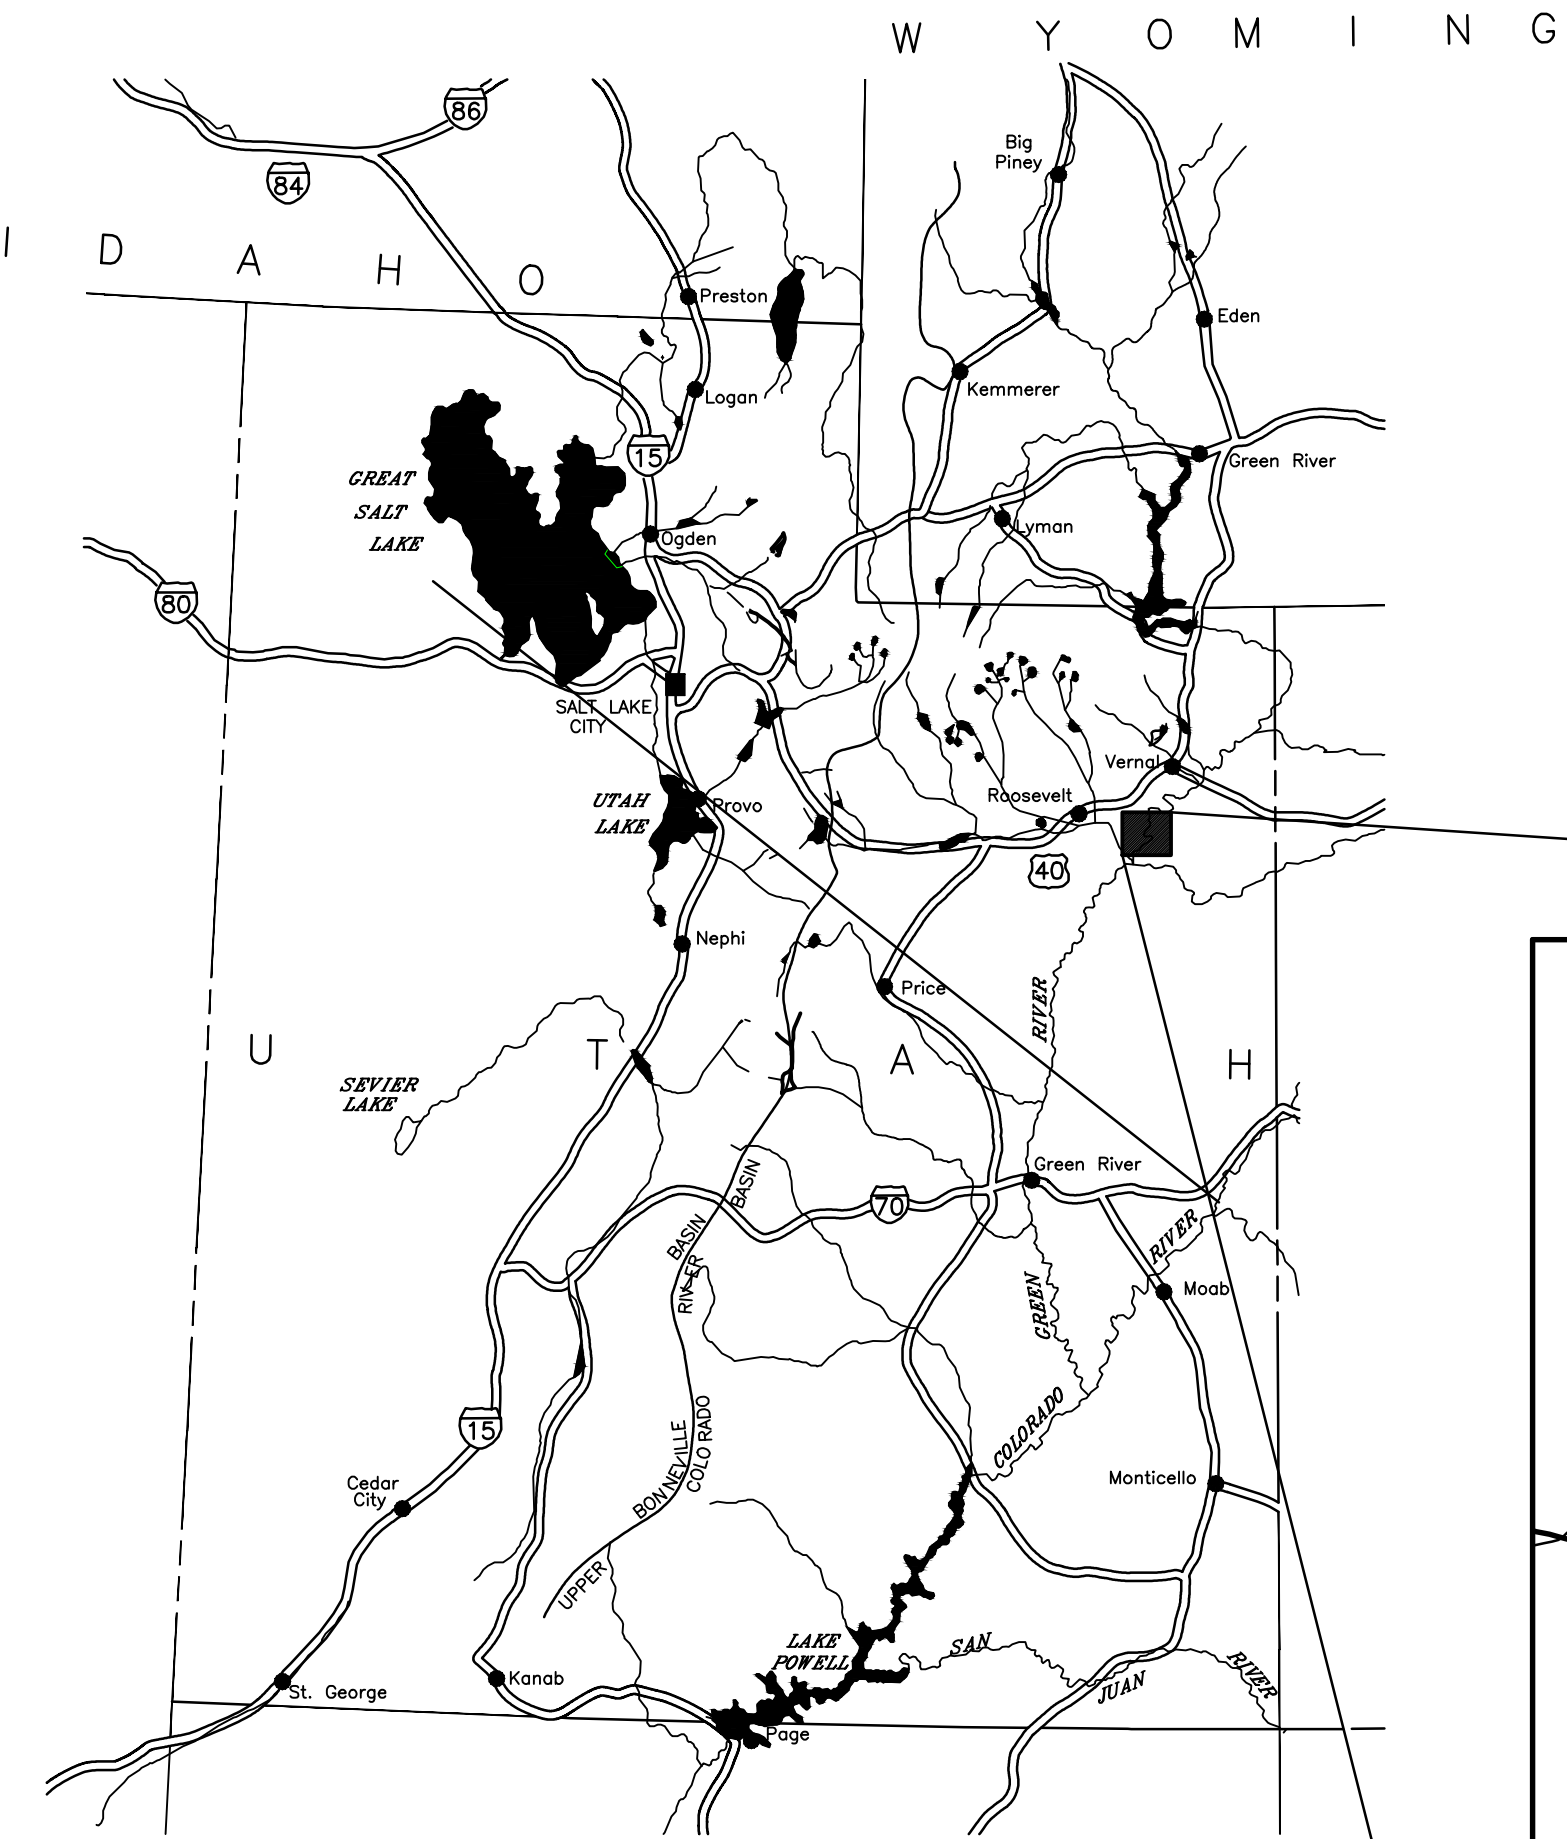 W Y O M I N G
86
Big
Piney
84
I D A H O
Preston
Eden
Kemmerer
Logan
15
Green River
GREAT
SALT
LAKE
Lyman
Ogden
80
SALT LAKE
CITY
Vernal
Roosevelt
UTAH
LAKE
Provo
40
Nephi
Price
RIVER
U T A H
SEVIER
LAKE
Green River
BASIN
70
BASIN
RIVER
RIVER
GREEN
Moab
COLORADO
BONNEVILLE
COLO RADO
15
Monticello
Cedar
City
UPPER
LAKE
POWELL
SAN
JUAN
RIVER
Kanab
St. George
Page